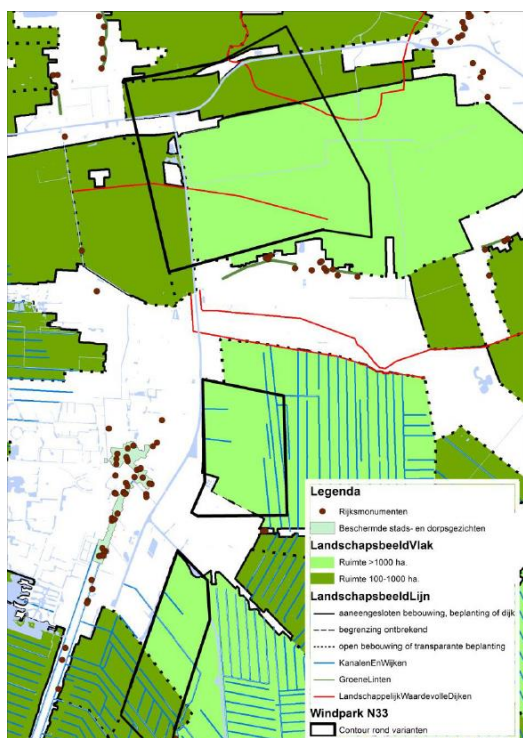 Legenda
Rijksmonumenten
Beschermde stads- en dorpsgezichten
LandschapsbeeldVlak
Ruimte >1000 ha.
Ruimte 100-1000 ha.
LandschapsbeeldLijn
aaneengesloten bebouwing, beplanting of dijk
begrenzing ontbrekend
open bebouwing of transparante beplanting
KanalenEnWijken
GroeneLinten
LandschappelijkWaardevolleDijken
Windpark N33
Contour rond varianten